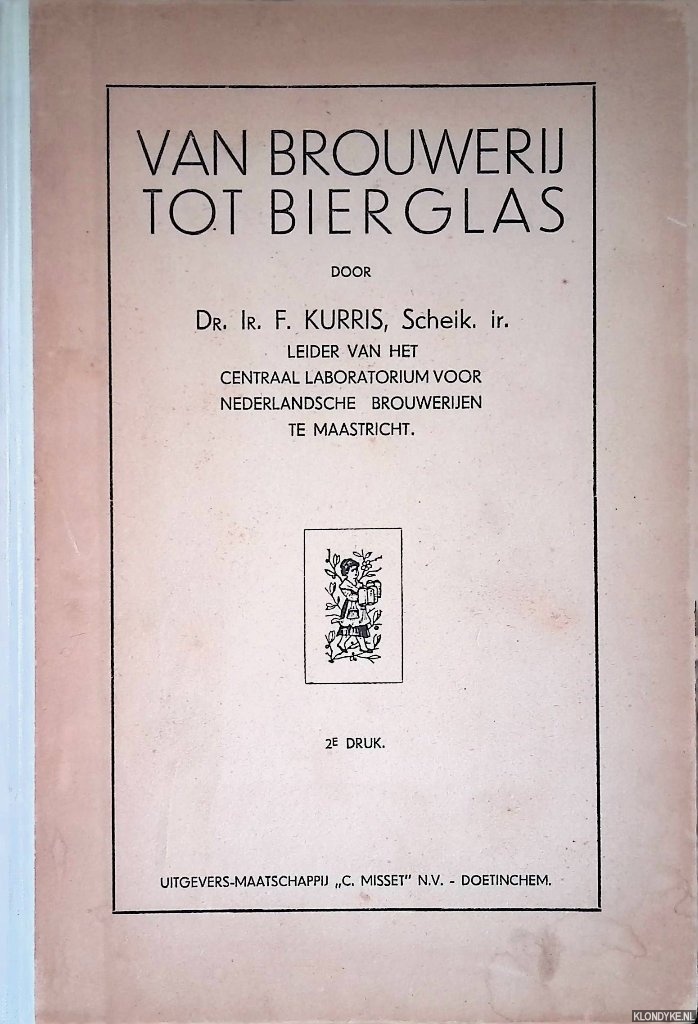 VAN BROUWERIJ
TOT BIERGLAS
DOOR
DR. IR. F. KURRIS, Scheik. ir.
LEIDER VAN HET
CENTRAAL LABORATORIUM VOOR
NEDERLANDSCHE BROUWERIJEN
TE MAASTRICHT.
2E DRUK.
UITGEVERS-MAATSCHAPPIJ „C. MISSET" N.V. - DOETINCHEM.
KLONDYKE.NL